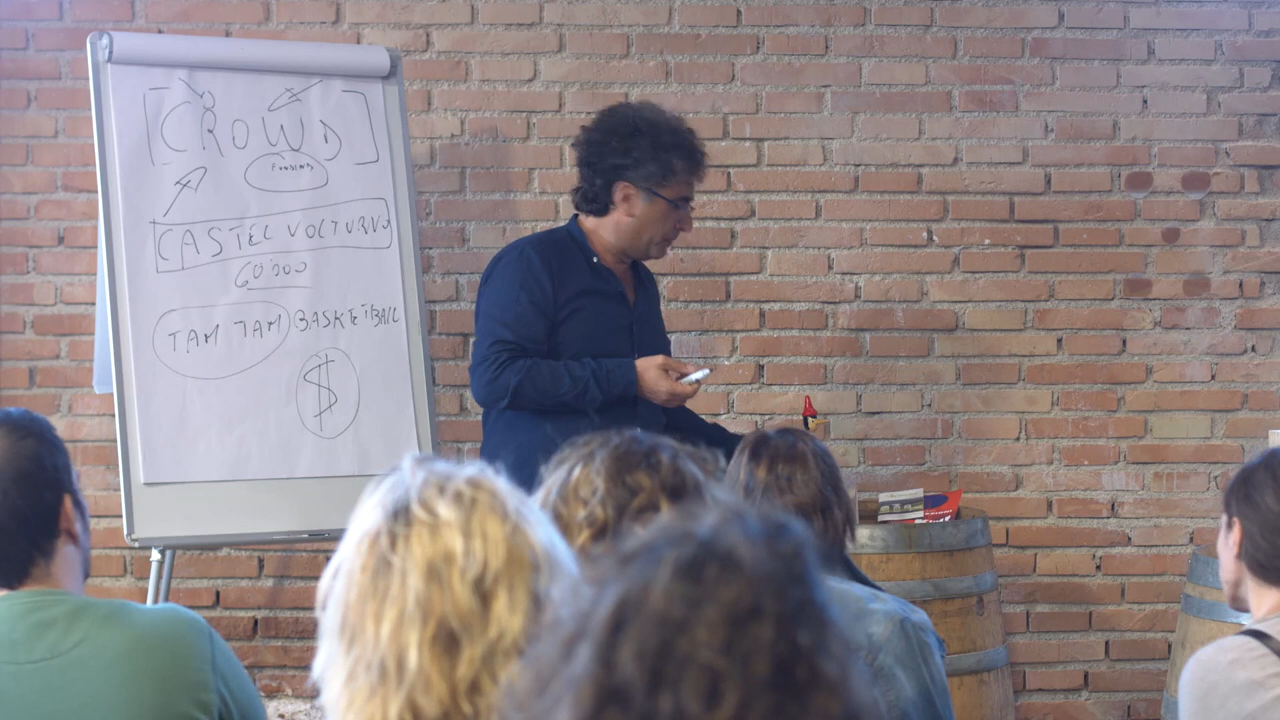 [CROWD]
FUNDING
CASTEL VOLTURNO
60.000
TAM TAM BASKETBALL
$